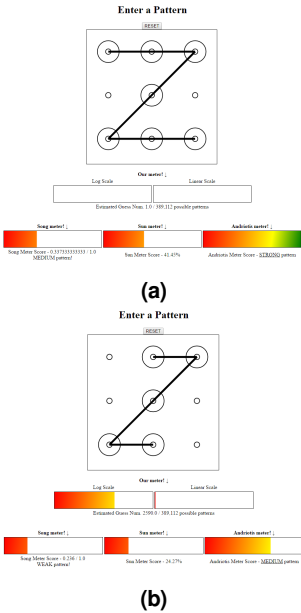 Enter a Pattern
RESET
Our meter! ↓
Log Scale Linear Scale
Estimated Guess Num. 1.0 / 389,112 possible patterns
Song meter! ↓ Sun meter! ↓ Andriotis meter! ↓
Song Meter Score - 0.337333333333 / 1.0
MEDIUM pattern!
Sun Meter Score - 41.45%
Andriotis Meter Score - STRONG pattern
(a)
Enter a Pattern
RESET
Our meter! ↓
Log Scale Linear Scale
Estimated Guess Num. 2599.0 / 389,112 possible patterns
Song meter! ↓ Sun meter! ↓ Andriotis meter! ↓
Song Meter Score - 0.236 / 1.0
WEAK pattern!
Sun Meter Score - 24.27%
Andriotis Meter Score - MEDIUM pattern
(b)